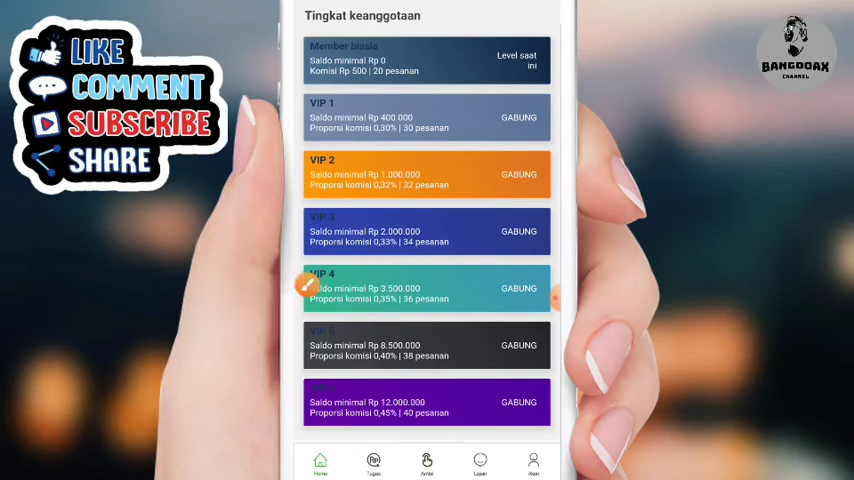 LIKE
COMMENT
SUBSCRIBE
SHARE
Tingkat keanggotaan
Member biasia
Saldo minimal Rp 0
Komisi Rp 500 | 20 pesanan
Level saat
ini
VIP 1
Saldo minimal Rp 400.000
Proporsi komisi 0,30% | 30 pesanan
GABUNG
VIP 2
Saldo minimal Rp 1.000.000
Proporsi komisi 0,32% | 32 pesanan
GABUNG
VIP 3
Saldo minimal Rp 2.000.000
Proporsi komisi 0,33% | 34 pesanan
GABUNG
VIP 4
Saldo minimal Rp 3.500.000
Proporsi komisi 0,35% | 36 pesanan
GABUNG
VIP 5
Saldo minimal Rp 8.500.000
Proporsi komisi 0,40% | 38 pesanan
GABUNG
Saldo minimal Rp 12.000.000
Proporsi komisi 0,45% | 40 pesanan
GABUNG
Home
Rp
Tugas
Ambil
Layan
Akun
BANGDOAX
CHANNEL